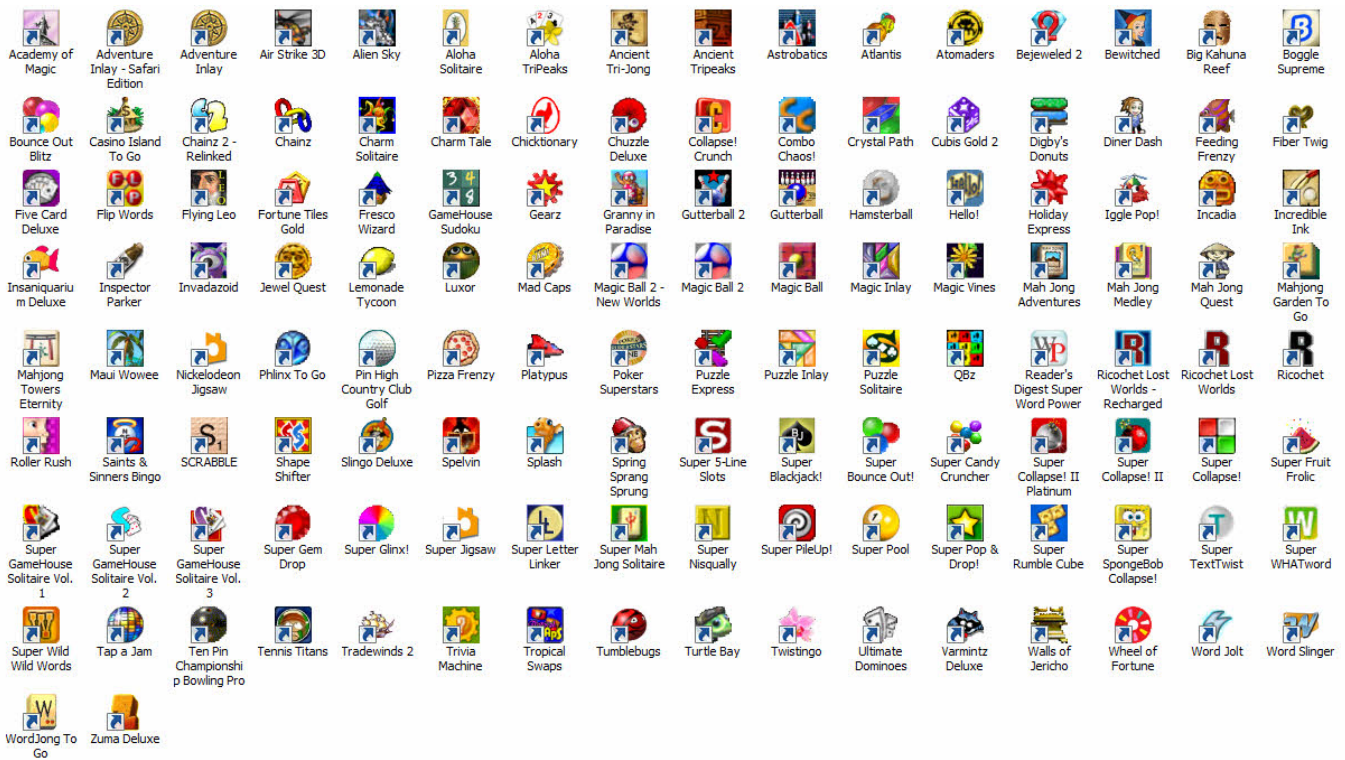 Academy of Magic
Adventure Inlay - Safari Edition
Adventure Inlay
Air Strike 3D
Alien Sky
Aloha Solitaire
Aloha TriPeaks
Ancient Tri-Jong
Ancient Tripeaks
Astrobatics
Atlantis
Atomaders
Bejeweled 2
Bewitched
Big Kahuna Reef
Boggle Supreme
Bounce Out Blitz
Casino Island To Go
Chainz 2 - Relinked
Chainz
Charm Solitaire
Charm Tale
Chicktionary
Chuzzle Deluxe
Collapse! Crunch
Combo Chaos!
Crystal Path
Cubis Gold 2
Digby's Donuts
Diner Dash
Feeding Frenzy
Fiber Twig
Five Card Deluxe
Flip Words
Flying Leo
Fortune Tiles Gold
Fresco Wizard
GameHouse Sudoku
Gearz
Granny in Paradise
Gutterball 2
Gutterball
Hamsterball
Hello!
Holiday Express
Iggle Pop!
Incadia
Incredible Ink
Insaniquarium Deluxe
Inspector Parker
Invadazoid
Jewel Quest
Lemonade Tycoon
Luxor
Mad Caps
Magic Ball 2 - New Worlds
Magic Ball 2
Magic Ball
Magic Inlay
Magic Vines
Mah Jong Adventures
Mah Jong Medley
Mah Jong Quest
Mahjong Garden To Go
Mahjong Towers Eternity
Maui Wowee
Nickelodeon Jigsaw
Phlinx To Go
Pin High Country Club Golf
Pizza Frenzy
Platypus
Poker Superstars
Puzzle Express
Puzzle Inlay
Puzzle Solitaire
QBz
Reader's Digest Super Word Power
Ricochet Lost Worlds - Recharged
Ricochet Lost Worlds
Ricochet
Roller Rush
Saints & Sinners Bingo
SCRABBLE
Shape Shifter
Slingo Deluxe
Spelvin
Splash
Spring Sprang Sprung
Super 5-Line Slots
Super Blackjack!
Super Bounce Out!
Super Candy Cruncher
Super Collapse! II Platinum
Super Collapse! II
Super Collapse!
Super Fruit Frolic
Super GameHouse Solitaire Vol. 1
Super GameHouse Solitaire Vol. 2
Super GameHouse Solitaire Vol. 3
Super Gem Drop
Super Glinx!
Super Jigsaw
Super Letter Linker
Super Mah Jong Solitaire
Super Nisqually
Super PileUp!
Super Pool
Super Pop & Drop!
Super Rumble Cube
Super SpongeBob Collapse!
Super TextTwist
Super WHATword
Super Wild Wild Words
Tap a Jam
Ten Pin Championship Bowling Pro
Tennis Titans
Tradewinds 2
Trivia Machine
Tropical Swaps
Tumblebugs
Turtle Bay
Twistingo
Ultimate Dominoes
Varmintz Deluxe
Walls of Jericho
Wheel of Fortune
Word Jolt
Word Slinger
WordJong To Go
Zuma Deluxe